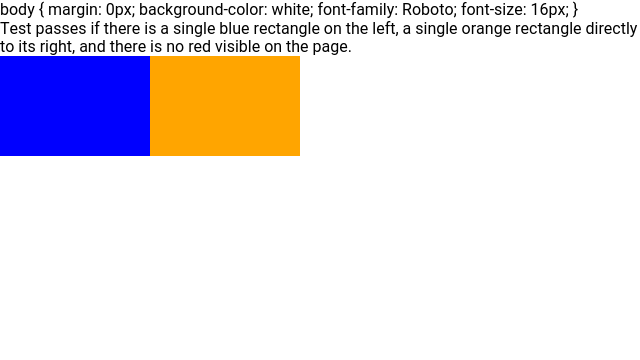 body { margin: 0px; background-color: white; font-family: Roboto; font-size: 16px; }
Test passes if there is a single blue rectangle on the left, a single orange rectangle directly
to its right, and there is no red visible on the page.